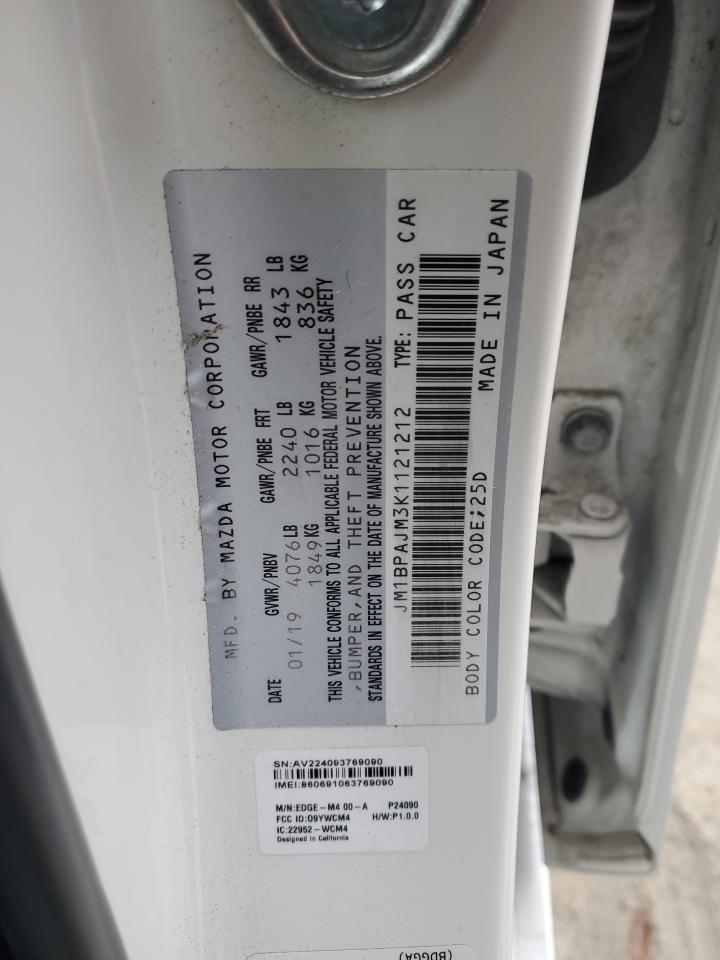 MFD. BY MAZDA MOTOR CORPORATION
DATE GVWR/PNBV GAWR/PNBE FRT GAWR/PNBE RR
01/19 4076LB 2240 LB 1843 LB
1849KG 1016 KG 836 KG
THIS VEHICLE CONFORMS TO ALL APPLICABLE FEDERAL MOTOR VEHICLE SAFETY
,BUMPER,AND THEFT PREVENTION
STANDARDS IN EFFECT ON THE DATE OF MANUFACTURE SHOWN ABOVE.
JM1BPAJM3K1121212 TYPE: PASS CAR
BODY COLOR CODE;25D MADE IN JAPAN
SN:AV224093769090
IMEI:860691063769090
M/N:EDGE-M4 00-A P24090
FCC ID:O9YWCM4 H/W:P1.0.0
IC:22952-WCM4
Designed in California
(BDGGA)